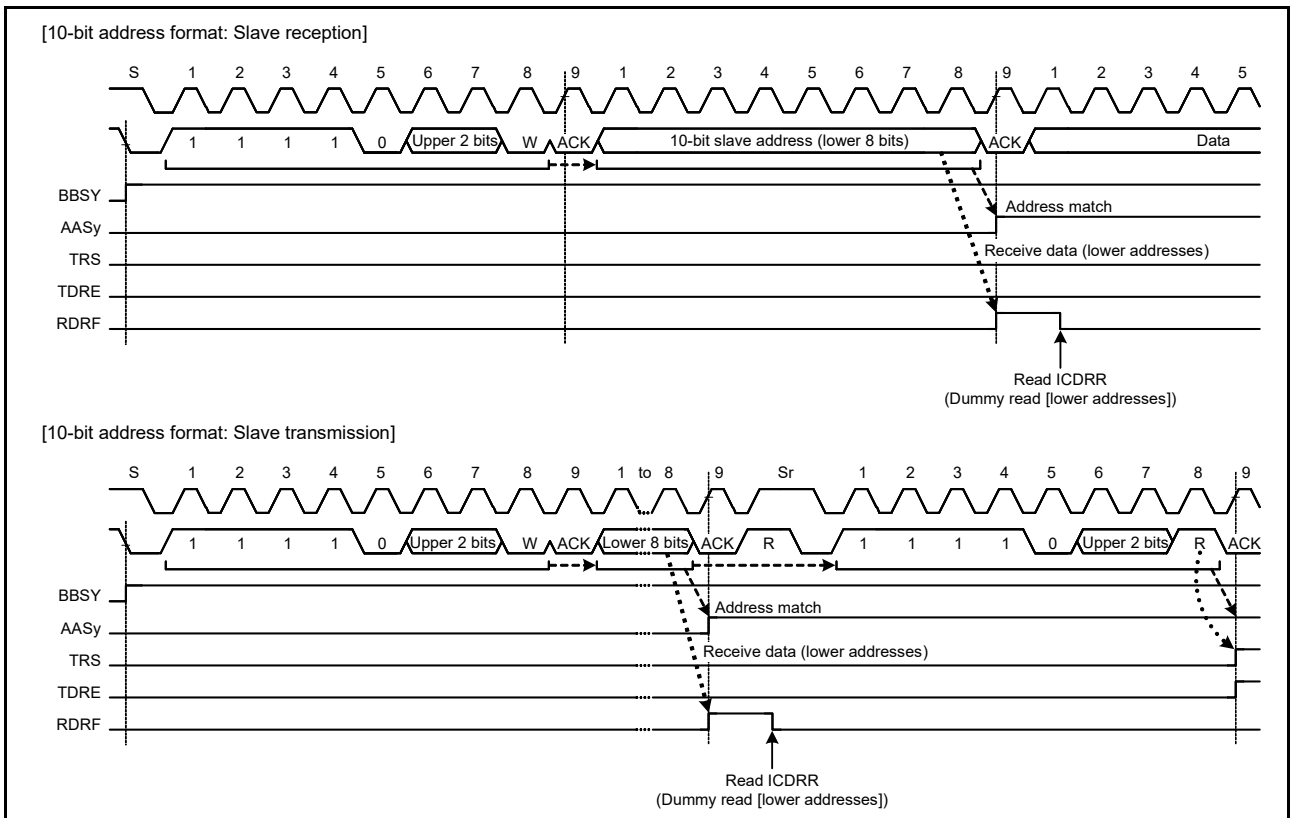 [10-bit address format: Slave reception]
S 1 2 3 4 5 6 7 8 9 1 2 3 4 5 6 7 8 9 1 2 3 4 5
1 1 1 1 0 Upper 2 bits W ACK 10-bit slave address (lower 8 bits) ACK Data
BBSY
Address match
AASy
Receive data (lower addresses)
TRS
TDRE
RDRF
Read ICDRR
(Dummy read [lower addresses])
[10-bit address format: Slave transmission]
S 1 2 3 4 5 6 7 8 9 1 to 8 9 Sr 1 2 3 4 5 6 7 8 9
1 1 1 1 0 Upper 2 bits W ACK Lower 8 bits ACK R 1 1 1 1 0 Upper 2 bits R ACK
BBSY
Address match
AASy
Receive data (lower addresses)
TRS
TDRE
RDRF
Read ICDRR
(Dummy read [lower addresses])